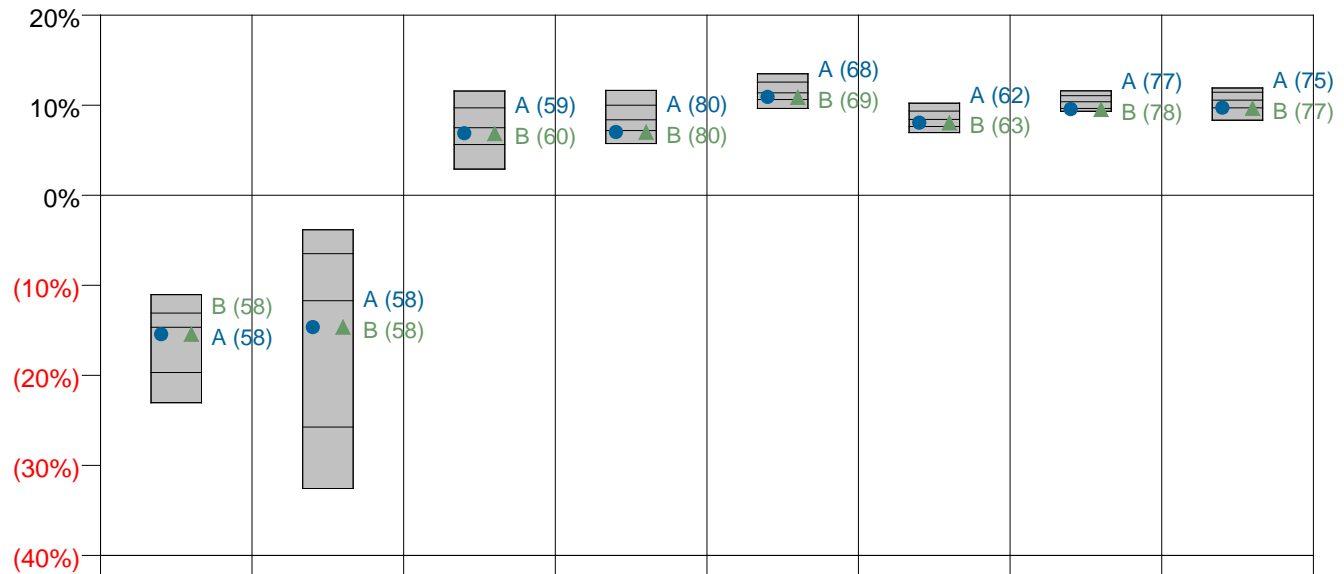 20%
10%
0%
(10%)
(20%)
(30%)
(40%)
B (58)
A (58)
A (58)
B (58)
A (59)
B (60)
A (80)
B (80)
A (68)
B (69)
A (62)
B (63)
A (77)
B (78)
A (75)
B (77)